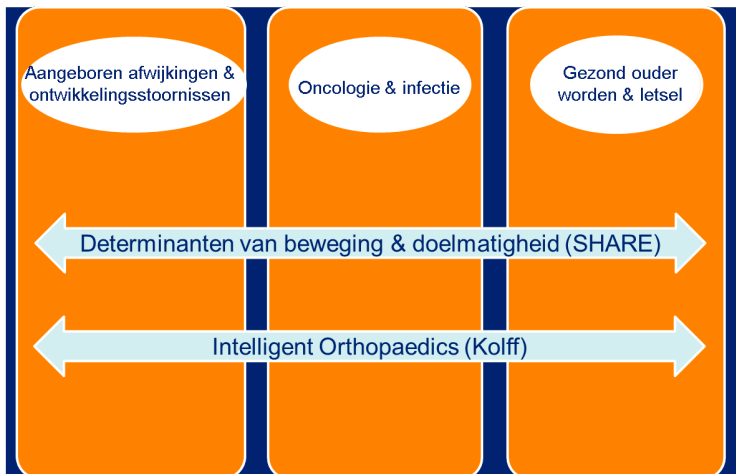 Aangeboren afwijkingen &
ontwikkelingsstoornissen
Oncologie & infectie
Gezond ouder
worden & letsel
Determinanten van beweging & doelmatigheid (SHARE)
Intelligent Orthopaedics (Kolff)